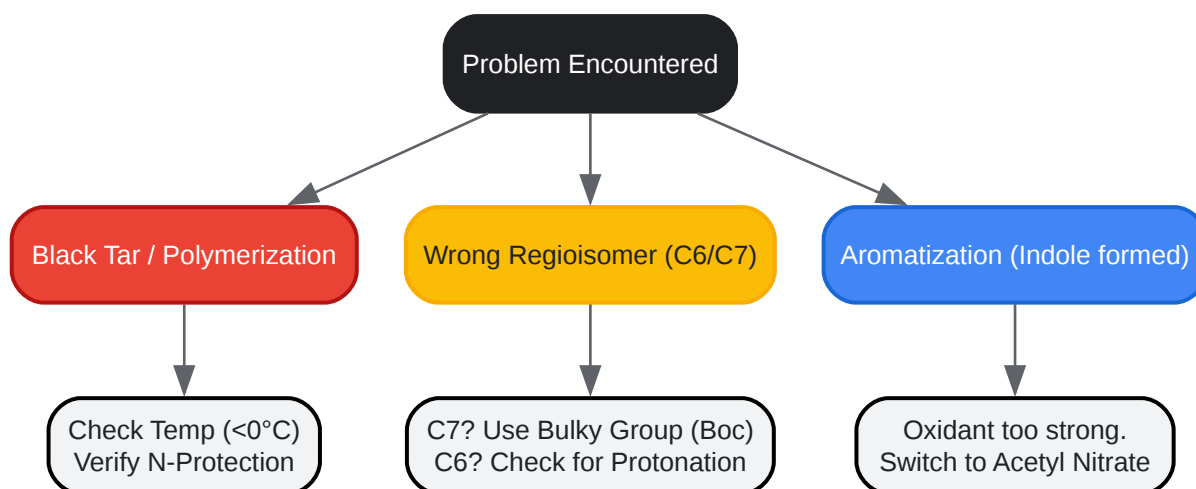 Problem Encountered
Black Tar / Polymerization
Wrong Regioisomer (C6/C7)
Aromatization (Indole formed)
Check Temp (<0°C)
Verify N-Protection
C7? Use Bulky Group (Boc)
C6? Check for Protonation
Oxidant too strong.
Switch to Acetyl Nitrate